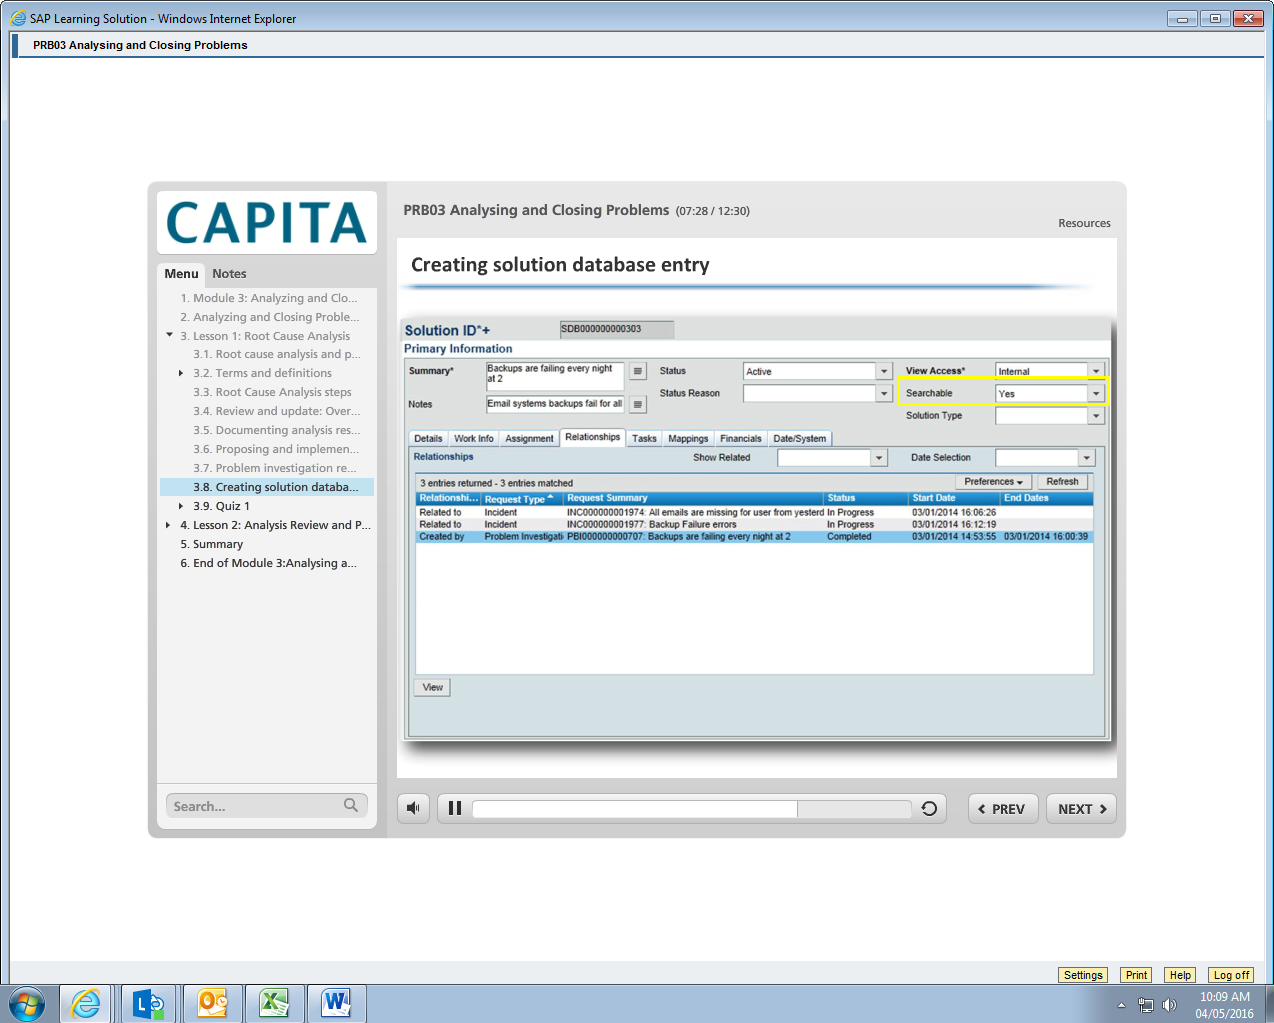 SAP Learning Solution - Windows Internet Explorer
PRB03 Analysing and Closing Problems
CAPITA
Menu
Notes
1. Module 3: Analyzing and Clo...
2. Analyzing and Closing Proble...
3. Lesson 1: Root Cause Analysis
3.1. Root cause analysis and p...
3.2. Terms and definitions
3.3. Root Cause Analysis steps
3.4. Review and update: Over...
3.5. Documenting analysis res...
3.6. Proposing and implemen...
3.7. Problem investigation re...
3.8. Creating solution databa...
3.9. Quiz 1
4. Lesson 2: Analysis Review and P...
5. Summary
6. End of Module 3:Analysing a...
Search...
PRB03 Analysing and Closing Problems (07:28 / 12:30)
Resources
Creating solution database entry
Solution ID*+ SDB000000000303
Primary Information
Summary* Backups are failing every night at 2
Status Active
View Access* Internal
Status Reason
Searchable Yes
Notes Email systems backups fail for all
Solution Type
Details Work Info Assignment Relationships Tasks Mappings Financials Date/System
Relationships Show Related Date Selection
3 entries returned - 3 entries matched Preferences Refresh
Relationshi... Request Type Request Summary Status Start Date End Dates
Related to Incident INC000000001974: All emails are missing for user from yesterd In Progress 03/01/2014 16:06:26
Related to Incident INC000000001977: Backup Failure errors In Progress 03/01/2014 16:12:19
Created by Problem Investigati PBI000000000707: Backups are failing every night at 2 Completed 03/01/2014 14:53:55 03/01/2014 16:00:39
View
PREV NEXT
Settings Print Help Log off
10:09 AM
04/05/2016